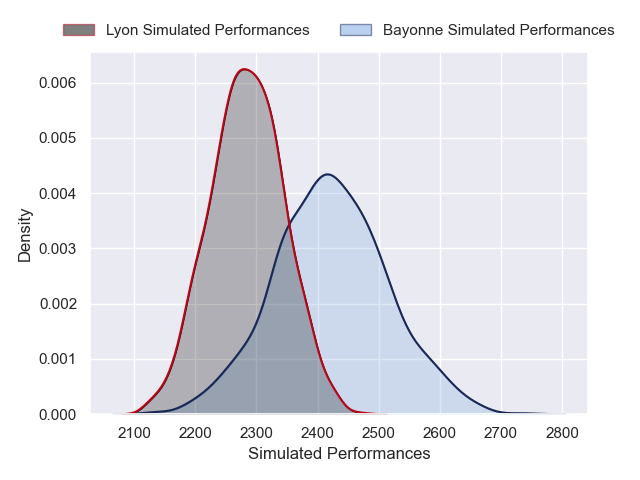 Lyon Simulated Performances
Bayonne Simulated Performances
0.006
0.005
0.004
0.003
0.002
0.001
0.000
Density
2100 2200 2300 2400 2500 2600 2700 2800
Simulated Performances